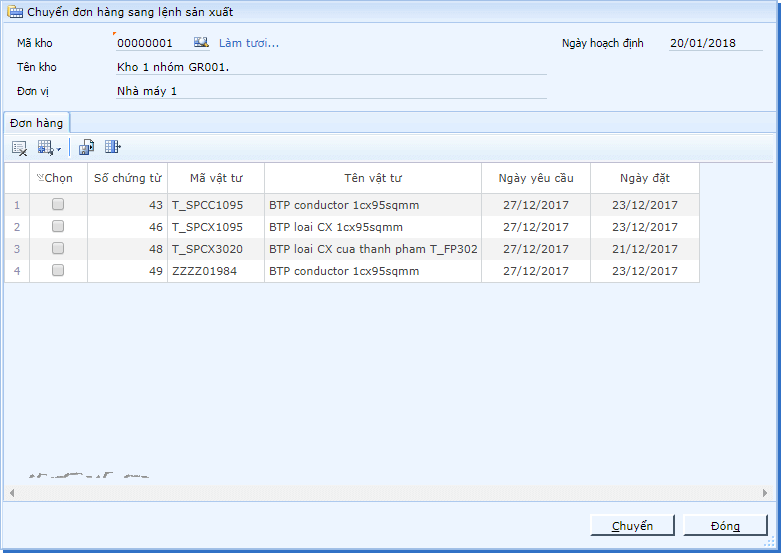 Chuyển đơn hàng sang lệnh sản xuất
Mã kho 00000001 Làm tươi... Ngày hoạch định 20/01/2018
Tên kho Kho 1 nhóm GR001.
Đơn vị Nhà máy 1
Đơn hàng
Chọn Số chứng từ Mã vật tư Tên vật tư Ngày yêu cầu Ngày đặt
1 43 T_SPCC1095 BTP conductor 1cx95sqmm 27/12/2017 23/12/2017
2 46 T_SPCX1095 BTP loai CX 1cx95sqmm 27/12/2017 23/12/2017
3 48 T_SPCX3020 BTP loai CX cua thanh pham T_FP302 27/12/2017 21/12/2017
4 49 ZZZZ01984 BTP conductor 1cx95sqmm 27/12/2017 23/12/2017
Chuyển Đóng